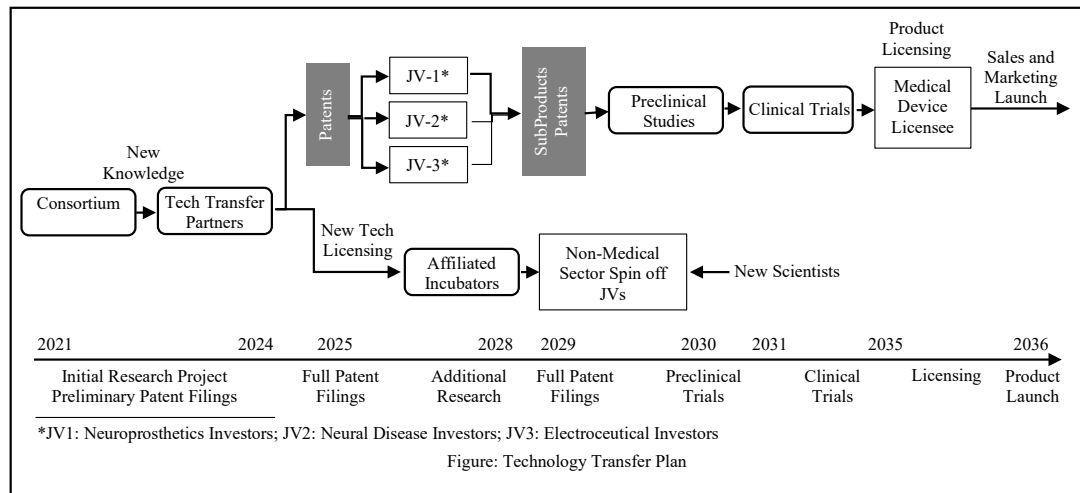 Product
Licensing
Sales and
Marketing
Launch
Patents
JV-1*
JV-2*
JV-3*
SubProducts
Patents
Preclinical
Studies
Clinical Trials
Medical
Device
Licensee
New
Knowledge
Consortium
Tech Transfer
Partners
New Tech
Licensing
Affiliated
Incubators
Non-Medical
Sector Spin off
JVs
New Scientists
2021 2024 2025 2028 2029 2030 2031 2035 2036
Initial Research Project
Preliminary Patent Filings
Full Patent
Filings
Additional
Research
Full Patent
Filings
Preclinical
Trials
Clinical
Trials
Licensing
Product
Launch
*JV1: Neuroprosthetics Investors; JV2: Neural Disease Investors; JV3: Electroceutical Investors
Figure: Technology Transfer Plan